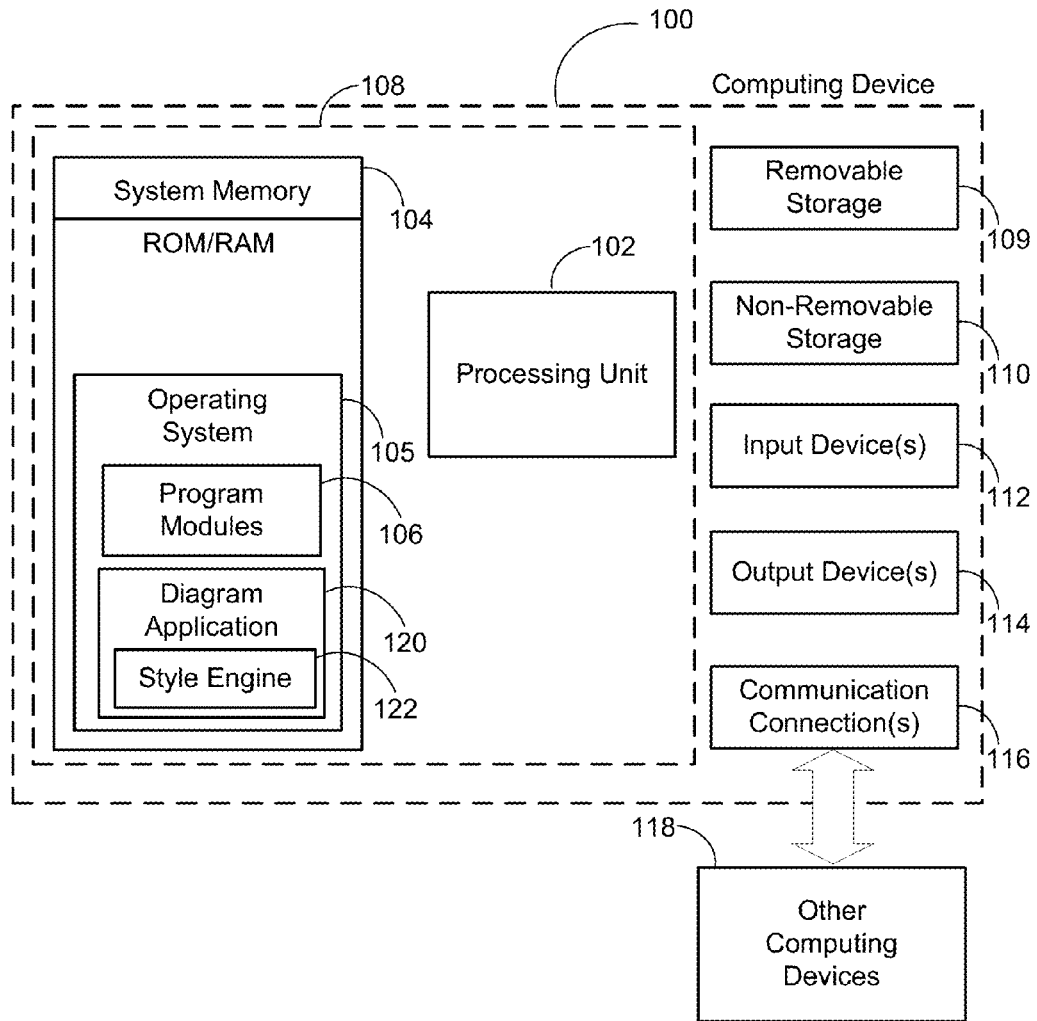 100
Computing Device
108
System Memory
104
ROM/RAM
Operating
System
105
Program
Modules
106
Diagram
Application
120
Style Engine
122
102
Processing Unit
Removable
Storage
109
Non-Removable
Storage
110
Input Device(s)
112
Output Device(s)
114
Communication
Connection(s)
116
118
Other
Computing
Devices